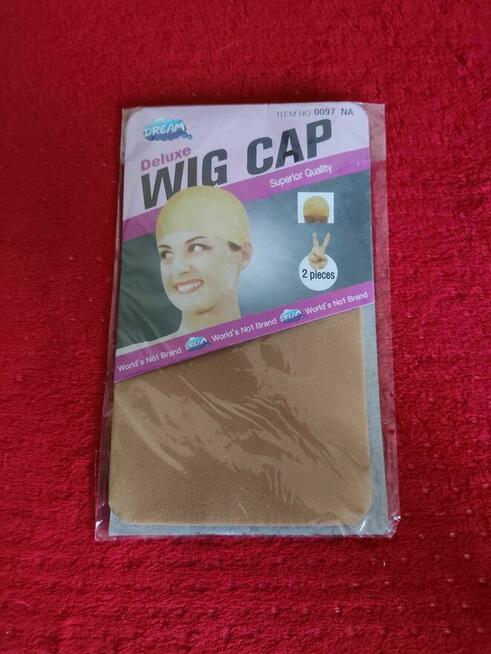 ITEM NO 0097 NA
DREAM
Deluxe
WIG CAP
Superior Quality
2 pieces
World's No1 Brand DREAM World's No1 Brand DREAM World's No1 Brand